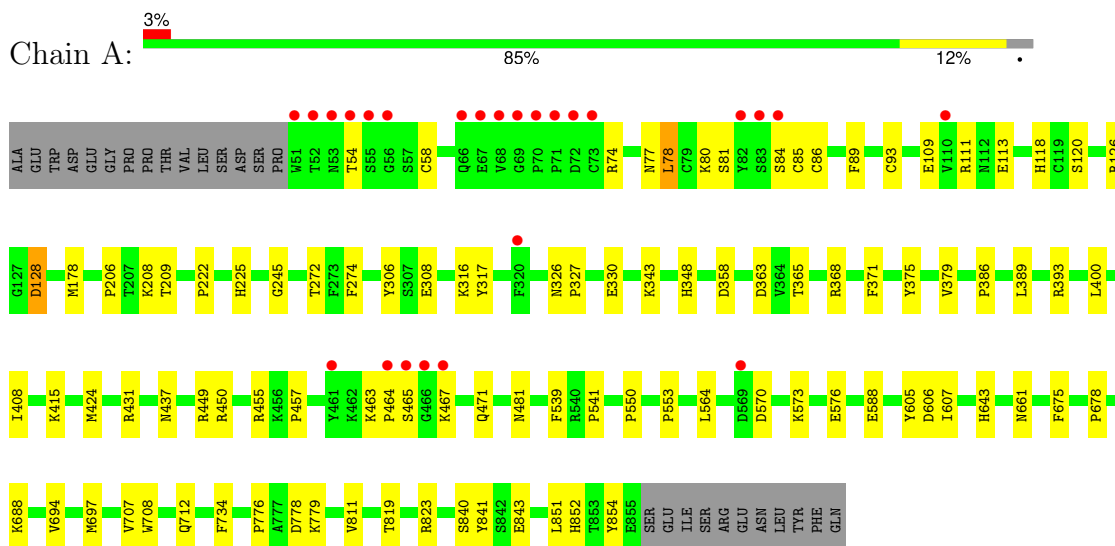 3%
Chain A:
85% 12% •
ALA GLU TRP ASP GLU GLY PRO PRO THR VAL LEU SER ASP SER PRO W51 T52 N53 T54 S55 G56 S57 C58 Q66 E67 V68 G69 P70 P71 D72 C73 R74 N77 L78 C79 K80 S81 Y82 S83 S84 C85 C86 F89 C93 E109 V110 R111 N112 E113 H118 C119 S120
G127 D128 M178 P206 T207 K208 T209 P222 H225 G245 T272 F273 F274 Y306 S307 E308 K316 Y317 F320 N326 P327 E330 K343 H348 D358 D363 V364 T365 R368 F371 Y375 V379 P386 L389 R393 L400
I408 K415 M424 R431 N437 R449 R450 R455 K456 P457 Y461 K462 K463 P464 S465 G466 K467 Q471 N481 F539 R540 P541 P550 P553 L564 D569 D570 K573 E576 E588 Y605 D606 I607 H643 N661 F675 P678
K688 V694 M697 V707 W708 Q712 F734 P776 A777 D778 K779 V811 T819 R823 S840 Y841 S842 E843 L851 H852 T853 Y854 E855 SER GLU ILE SER ARG GLU ASN LEU TYR PHE GLN